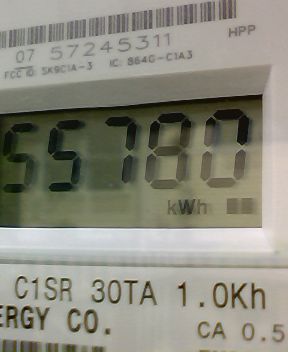 07 57245311
HPP
FCC ID: SK9C1A-3 IC: 864G-C1A3
55780
kWh
C1SR 30TA 1.0Kh
ERGY CO.
CA 0.5